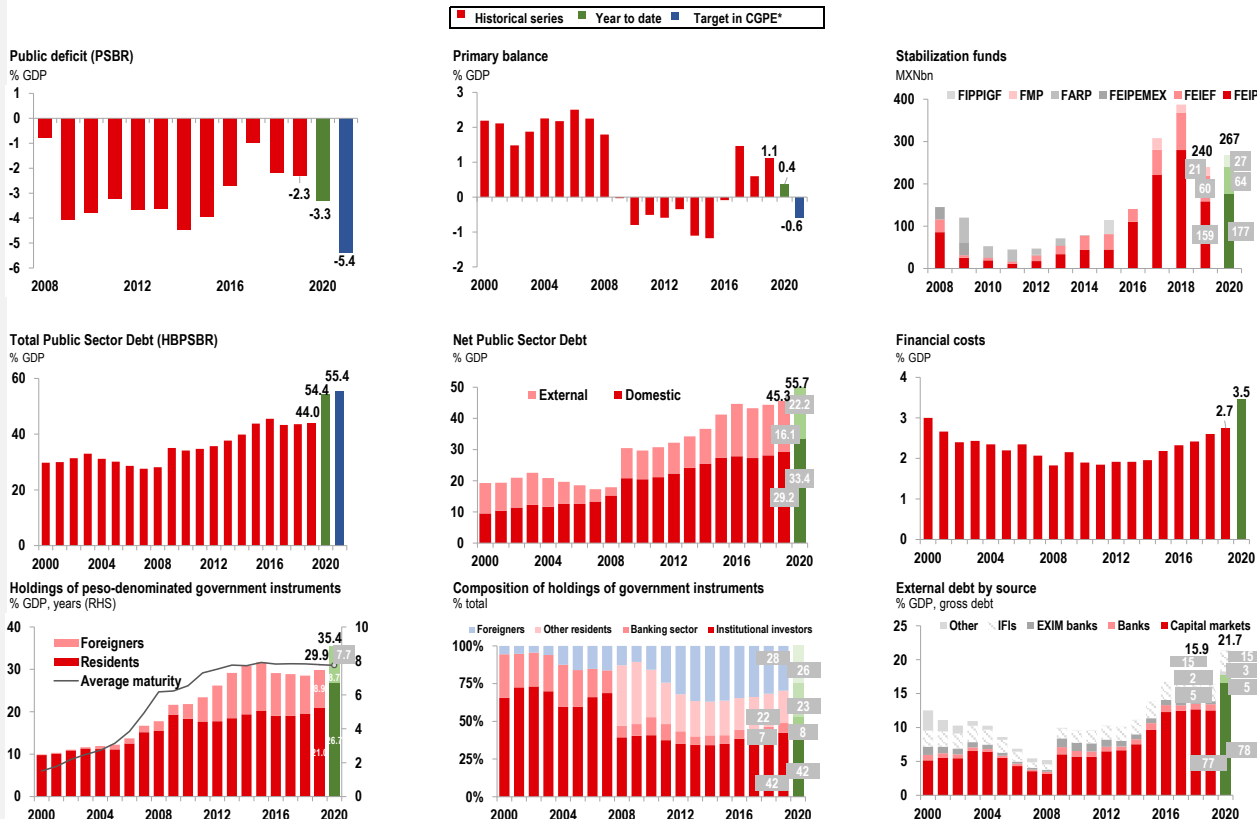 Historical series Year to date Target in CGPE*
Public deficit (PSBR)
% GDP
1
0
-1
-2
-3
-4
-5
-6
-2.3
-3.3
-5.4
2008 2012 2016 2020
Primary balance
% GDP
3
2
1
0
-1
-2
1.1
0.4
-0.6
2000 2004 2008 2012 2016 2020
Stabilization funds
MXNbn
FIPPIGF FMP FARP FEIPEMEX FEIEF FEIP
400
300
200
100
0
240 267
21 27
60 64
159 177
2008 2010 2012 2014 2016 2018 2020
Total Public Sector Debt (HBPSBR)
% GDP
60
40
20
0
44.0
54.4
55.4
2000 2004 2008 2012 2016 2020
Net Public Sector Debt
% GDP
External Domestic
50
40
30
20
10
0
45.3 55.7
22.2
16.1
33.4
29.2
2000 2004 2008 2012 2016 2020
Financial costs
% GDP
4
3
2
1
0
2.7
3.5
2000 2004 2008 2012 2016 2020
Holdings of peso-denominated government instruments
% GDP, years (RHS)
Foreigners
Residents
Average maturity
40
30
20
10
0
10
8
6
4
2
0
35.4
29.9
7.7
8.9
26.7
2000 2004 2008 2012 2016 2020
Composition of holdings of government instruments
% total
Foreigners Other residents Banking sector Institutional investors
100%
75%
50%
25%
0%
28 26
22 23
7 8
42 42
2000 2004 2008 2012 2016 2020
External debt by source
% GDP, gross debt
Other IFIs EXIM banks Banks Capital markets
25
20
15
10
5
0
15.9 21.7
15 15
2 3
5 5
77 78
2000 2004 2008 2012 2016 2020